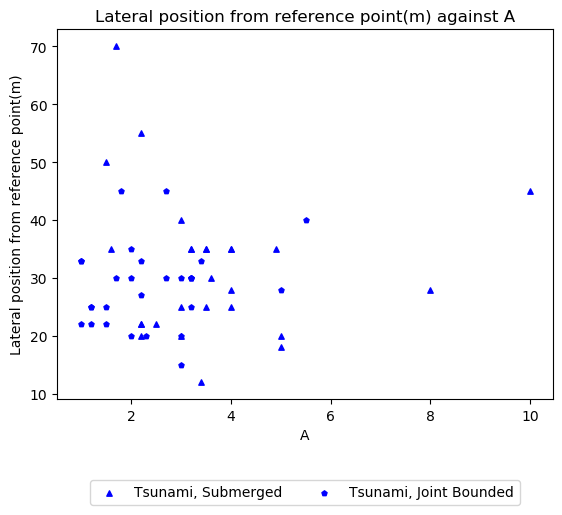 Lateral position from reference point(m) against A
Lateral position from reference point(m)
70
60
50
40
30
20
10
2 4 6 8 10
A
Tsunami, Submerged Tsunami, Joint Bounded